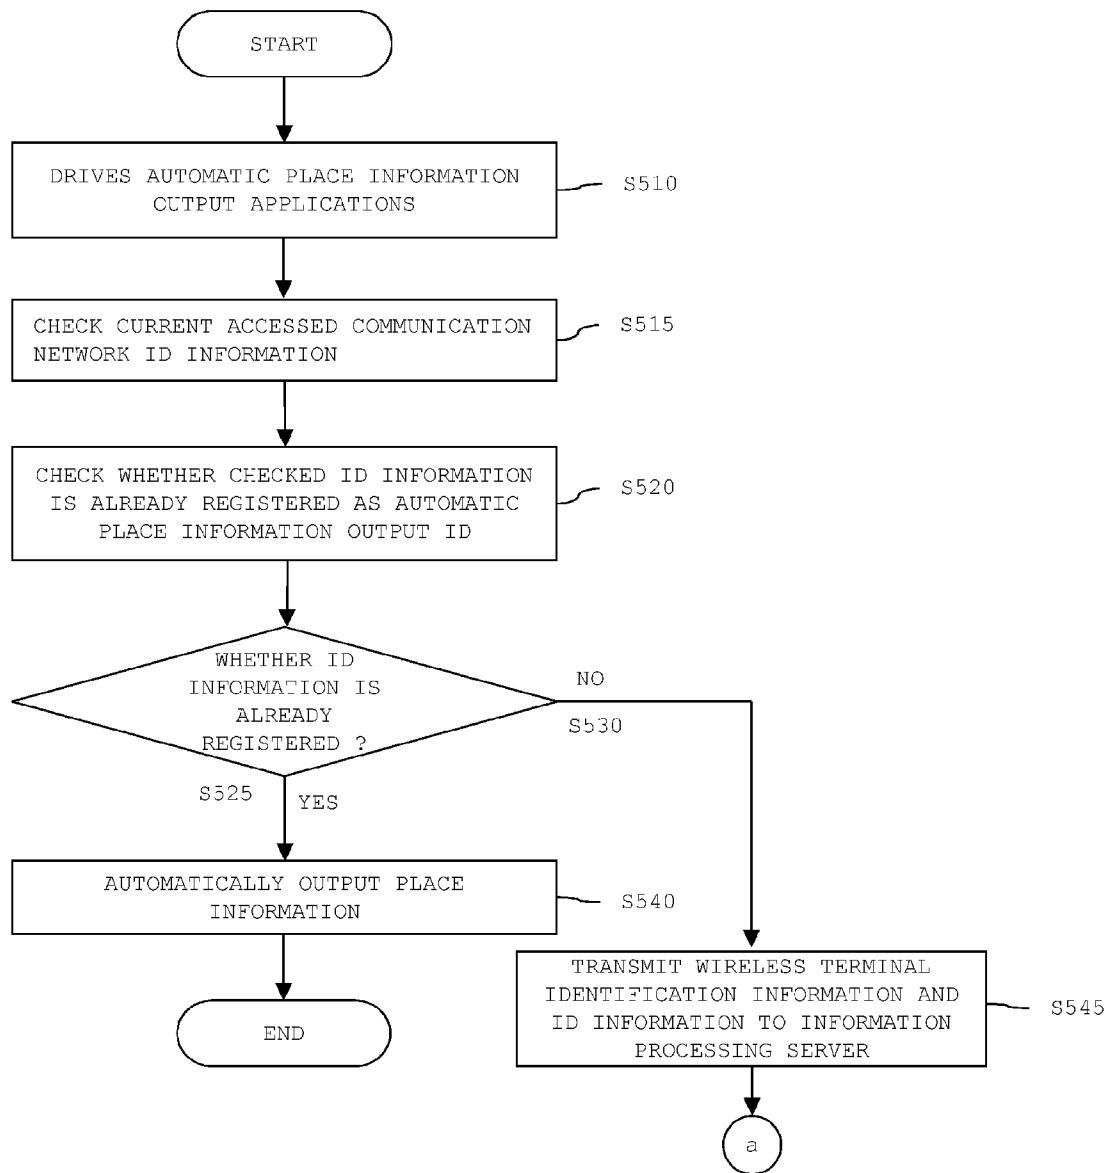 START
DRIVES AUTOMATIC PLACE INFORMATION
OUTPUT APPLICATIONS
S510
CHECK CURRENT ACCESSED COMMUNICATION
NETWORK ID INFORMATION
S515
CHECK WHETHER CHECKED ID INFORMATION
IS ALREADY REGISTERED AS AUTOMATIC
PLACE INFORMATION OUTPUT ID
S520
WHETHER ID
INFORMATION IS
ALREADY
REGISTERED ?
NO
S530
S525
YES
AUTOMATICALLY OUTPUT PLACE
INFORMATION
S540
END
TRANSMIT WIRELESS TERMINAL
IDENTIFICATION INFORMATION AND
ID INFORMATION TO INFORMATION
PROCESSING SERVER
S545
a